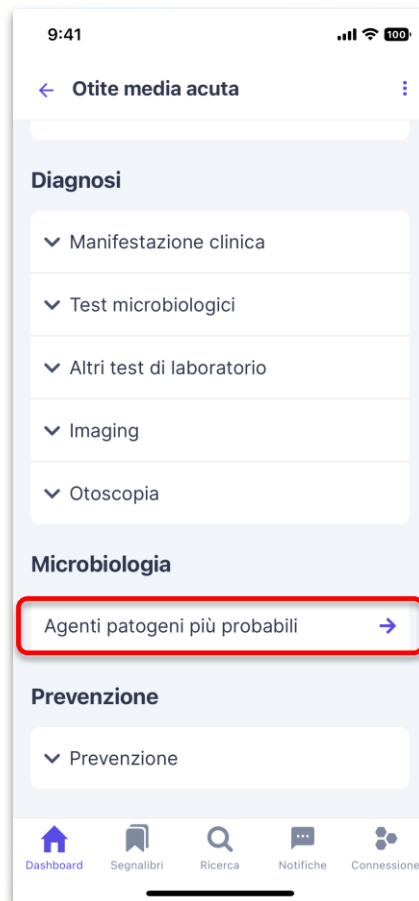 9:41
100
Otite media acuta
Diagnosi
Manifestazione clinica
Test microbiologici
Altri test di laboratorio
Imaging
Otoscopia
Microbiologia
Agenti patogeni più probabili
Prevenzione
Prevenzione
Dashboard Segnalibri Ricerca Notifiche Connessione